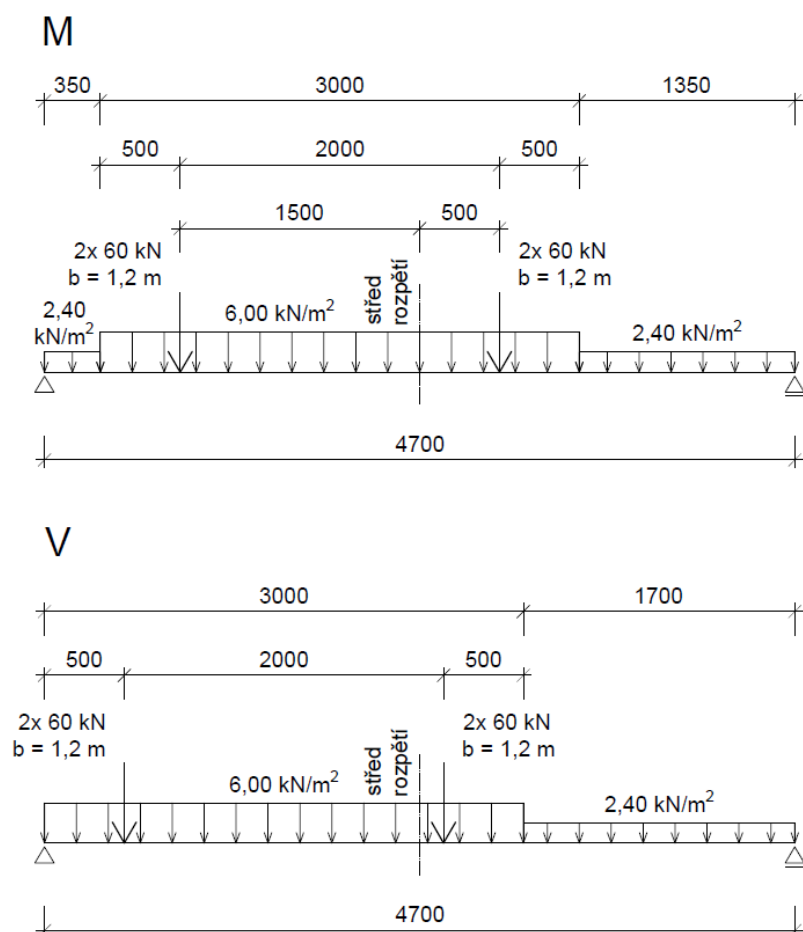 M
350 3000 1350
500 2000 500
1500 500
2x 60 kN 2x 60 kN
b = 1,2 m b = 1,2 m
střed
rozpětí
2,40
kN/m²
6,00 kN/m²
2,40 kN/m²
4700
V
3000 1700
500 2000 500
2x 60 kN 2x 60 kN
b = 1,2 m b = 1,2 m
střed
rozpětí
6,00 kN/m²
2,40 kN/m²
4700